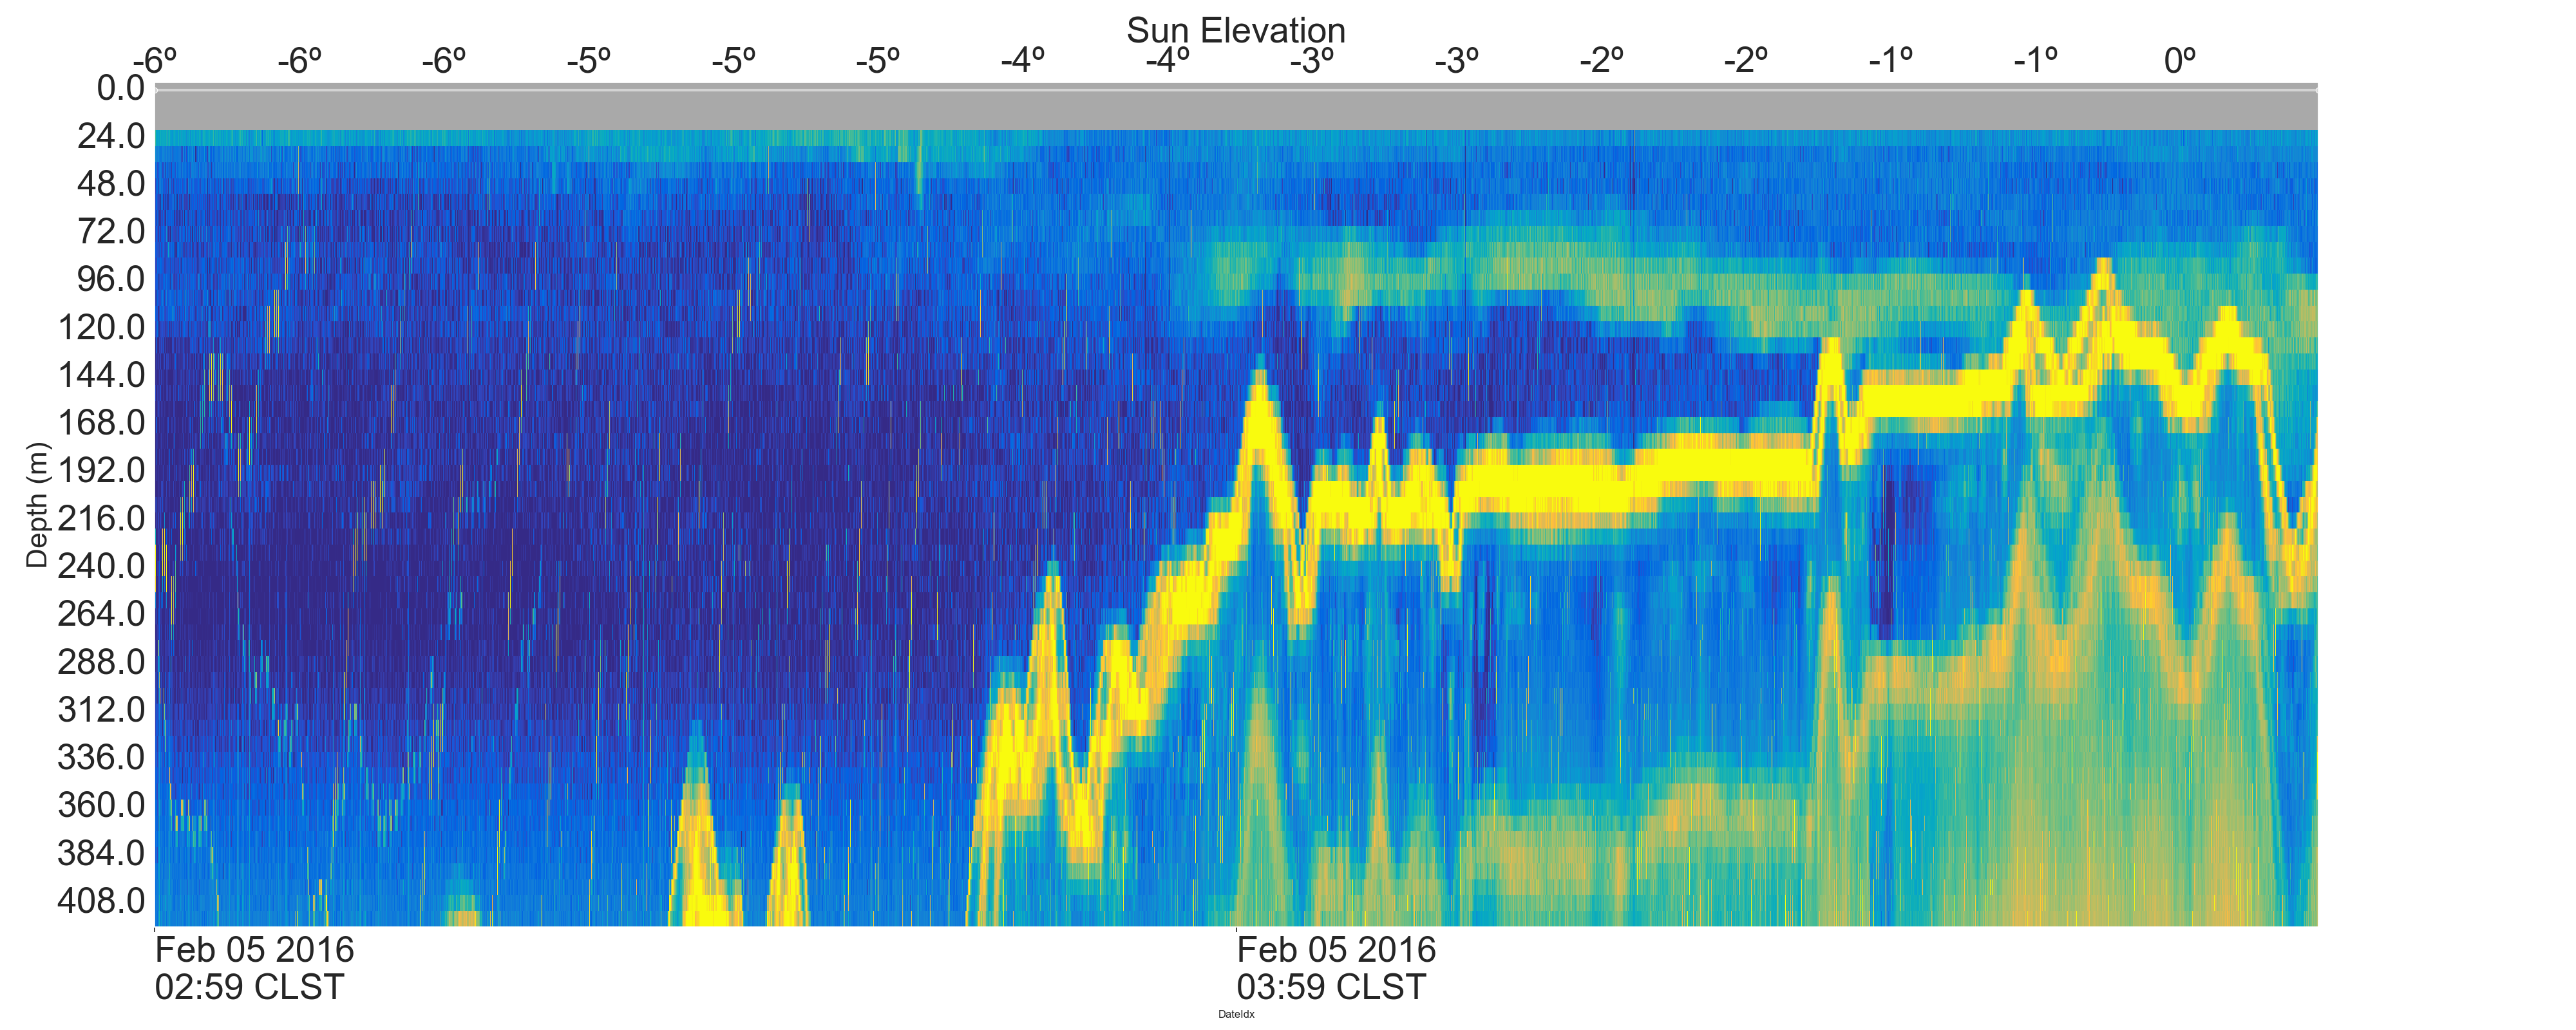 Sun Elevation
-6º -6º -6º -5º -5º -5º -4º -4º -3º -3º -2º -2º -1º -1º 0º
0.0
24.0
48.0
72.0
96.0
120.0
144.0
168.0
192.0
216.0
240.0
264.0
288.0
312.0
336.0
360.0
384.0
408.0
Depth (m)
Feb 05 2016
02:59 CLST
Feb 05 2016
03:59 CLST
DateIdx